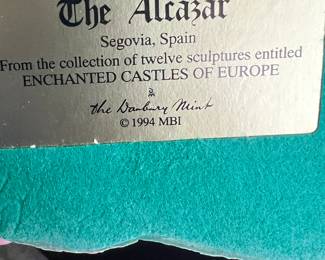 The Alcazar
Segovia, Spain
From the collection of twelve sculptures entitled
ENCHANTED CASTLES OF EUROPE
the Danbury Mint
© 1994 MBI